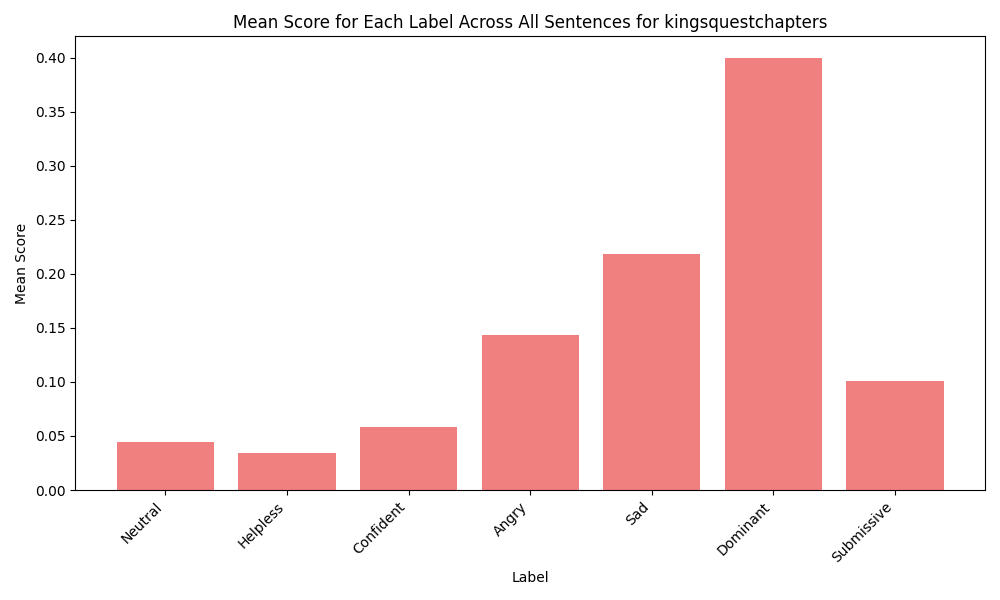 Mean Score for Each Label Across All Sentences for kingsquestchapters
Mean Score
0.40
0.35
0.30
0.25
0.20
0.15
0.10
0.05
0.00
Neutral
Helpless
Confident
Angry
Sad
Dominant
Submissive
Label